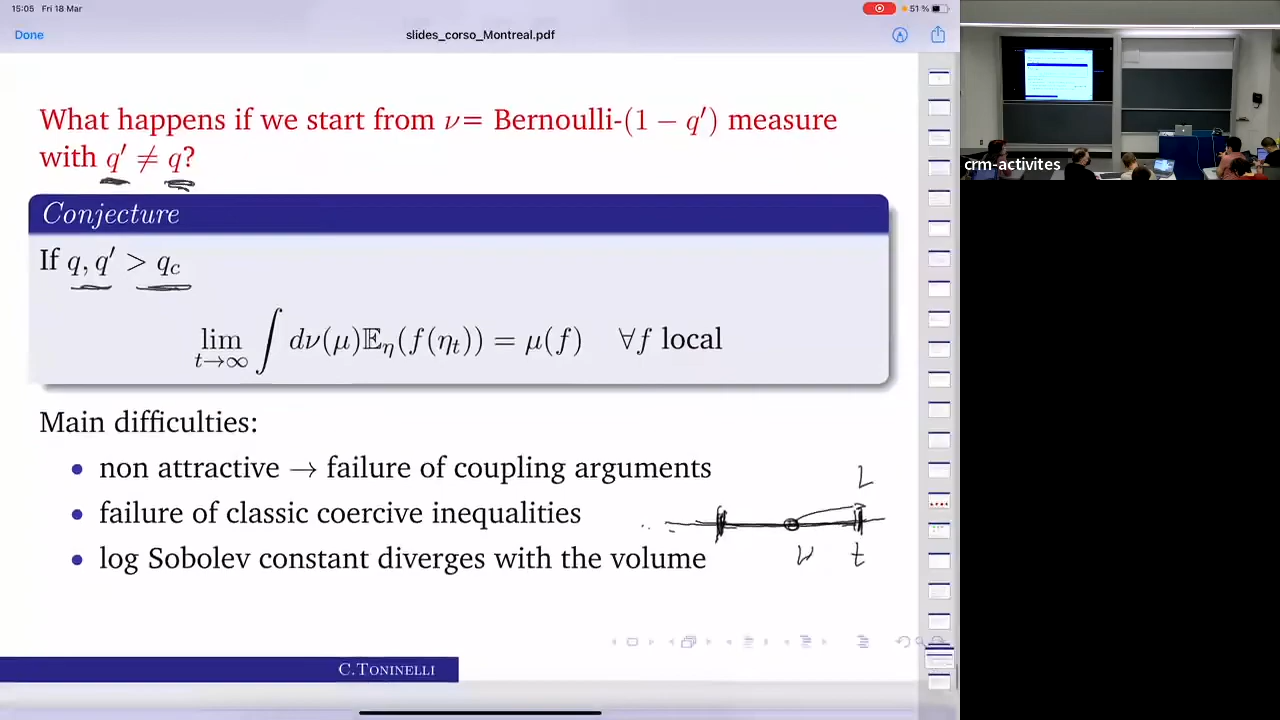 15:05 Fri 18 Mar
51 %
Done
slides_corso_Montreal.pdf
What happens if we start from ν= Bernoulli-(1 − q′) measure
with q′ ≠ q?
Conjecture
If q, q′ > q_c
lim_{t→∞} ∫ dν(μ)𝔼_η(f(η_t)) = μ(f) ∀f local
Main difficulties:
• non attractive → failure of coupling arguments
• failure of classic coercive inequalities
• log Sobolev constant diverges with the volume
L
t
C.Toninelli
crm-activites